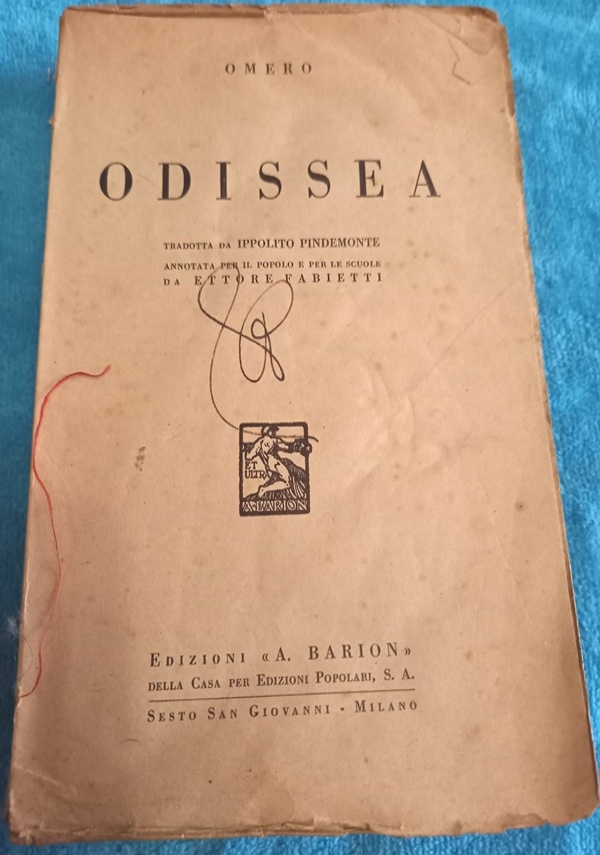 OMERO
ODISSEA
TRADOTTA DA IPPOLITO PINDEMONTE
ANNOTATA PER IL POPOLO E PER LE SCUOLE
DA ETTORE FABIETTI
ET
ULTRA
A·BARION
EDIZIONI «A. BARION»
DELLA CASA PER EDIZIONI POPOLARI, S. A.
SESTO SAN GIOVANNI - MILANO